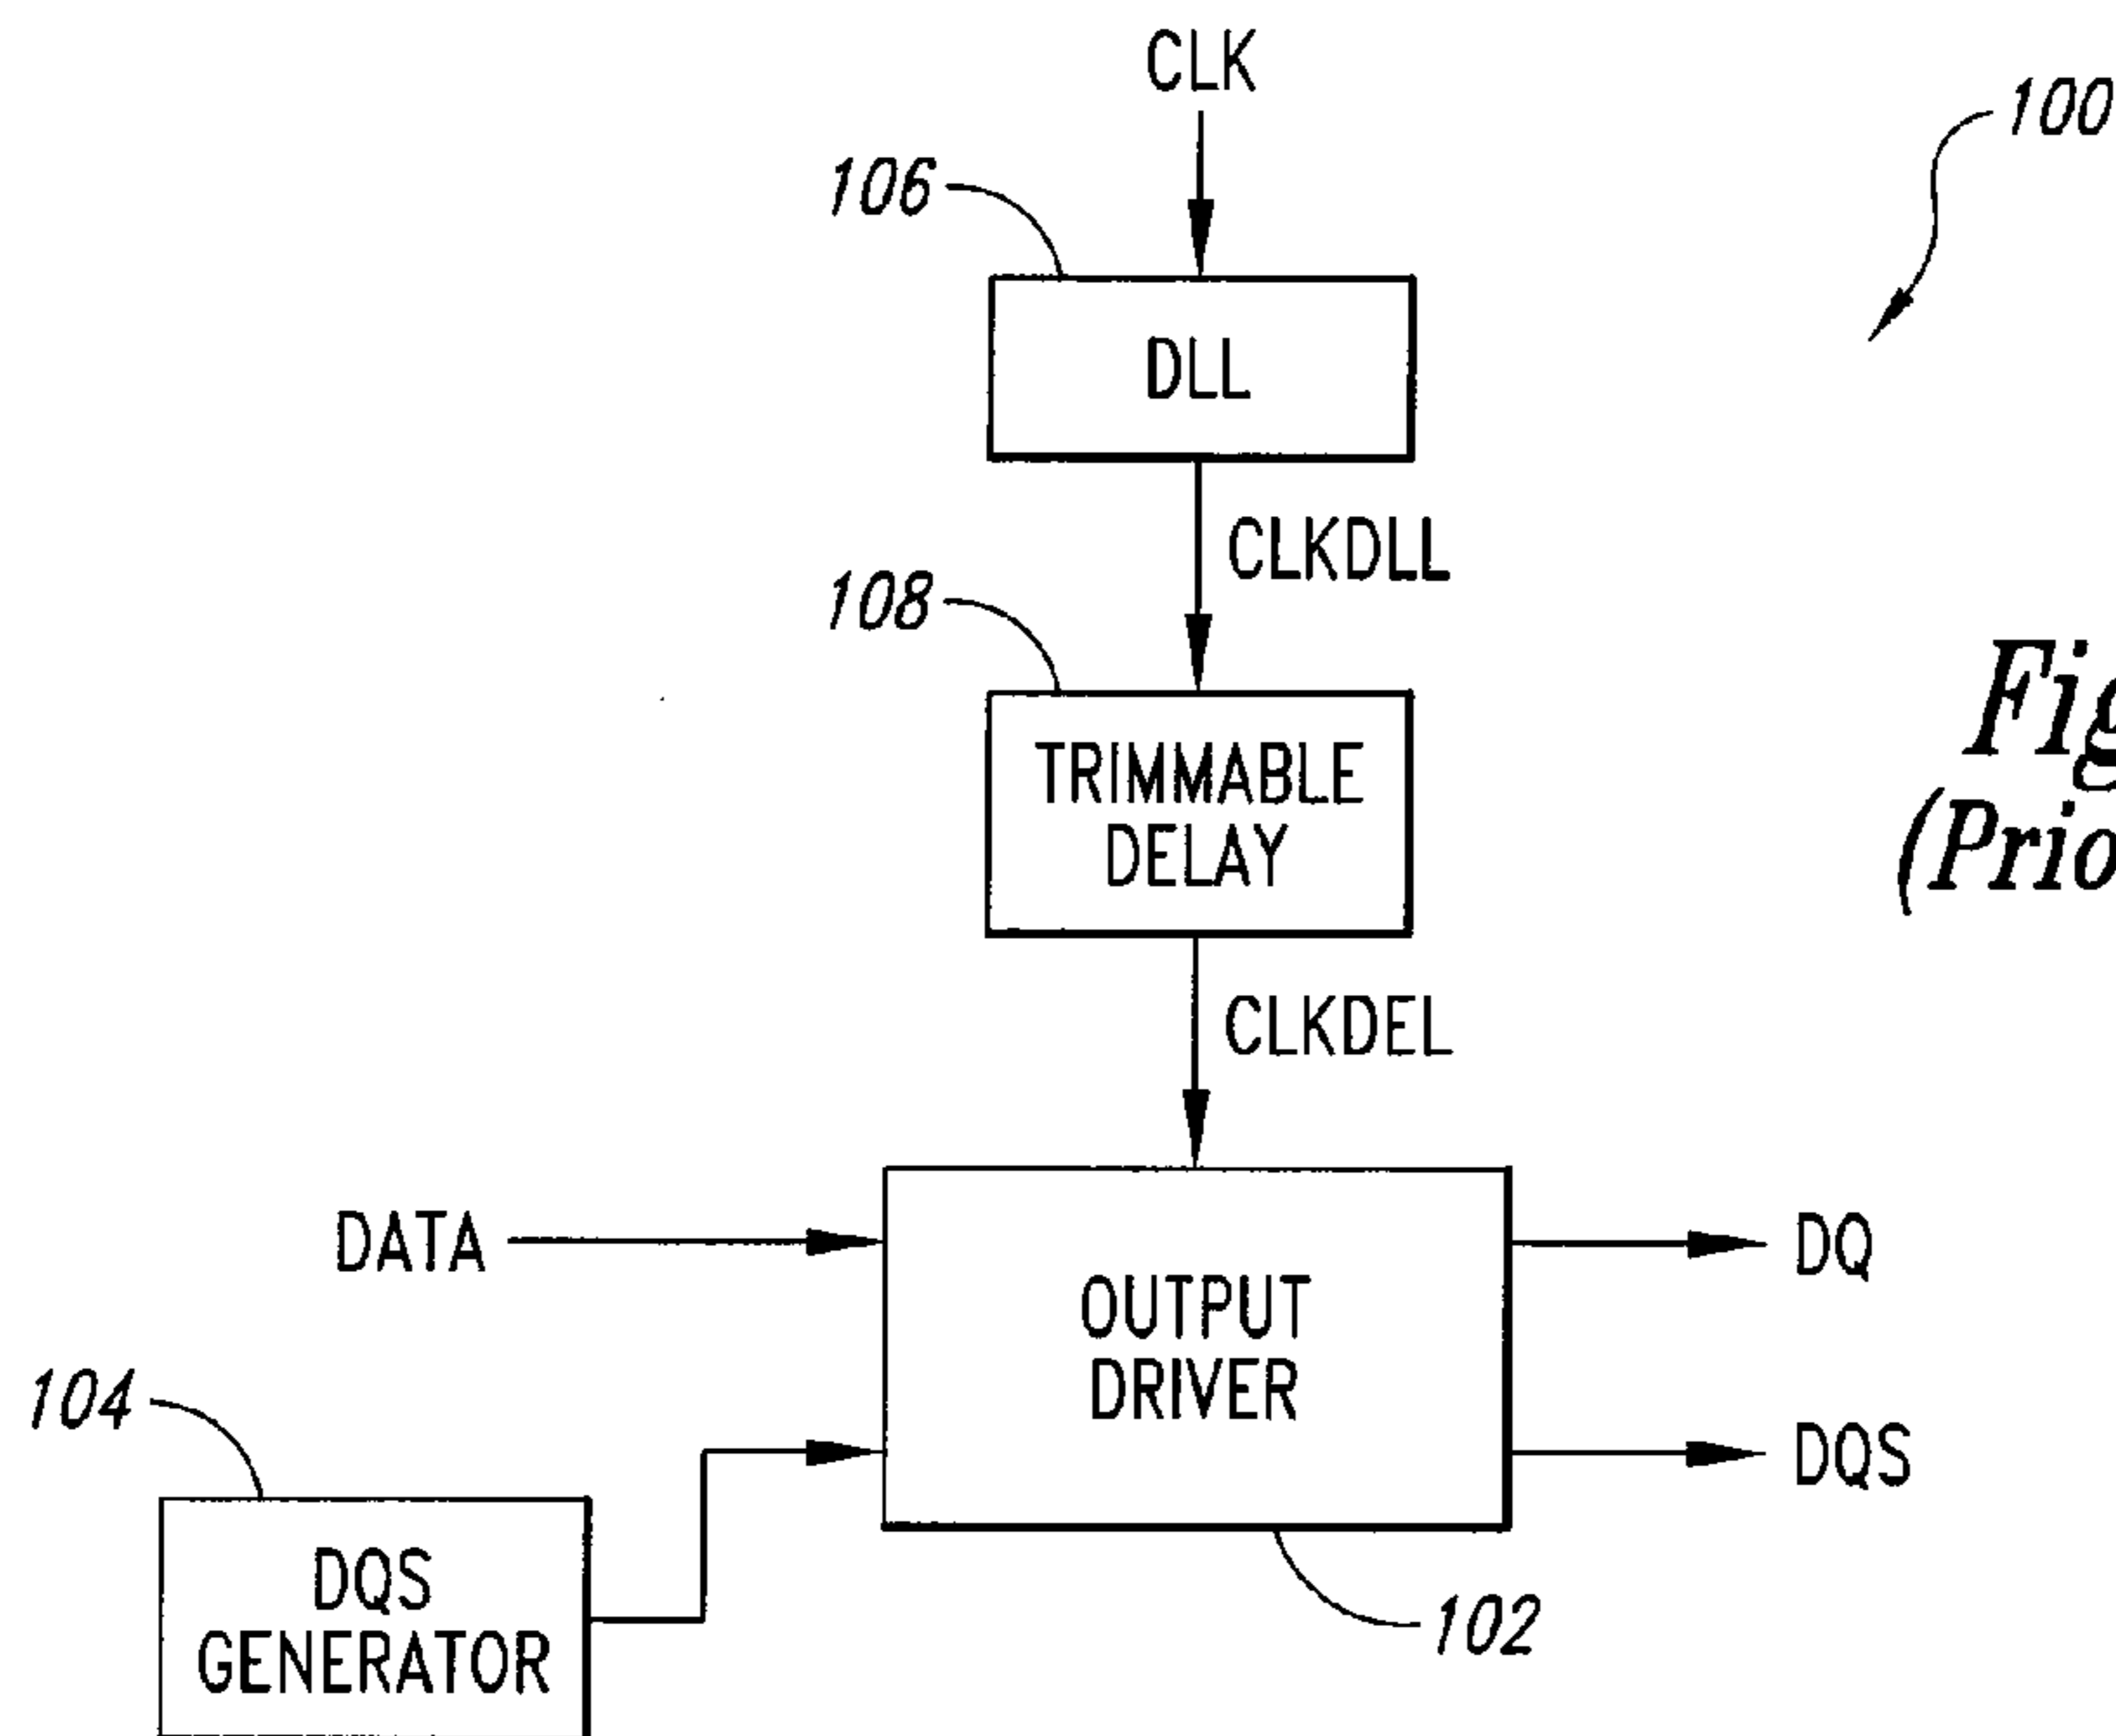 CLK
100
106
DLL
CLKDLL
108
TRIMMABLE
DELAY
CLKDEL
DATA
OUTPUT
DRIVER
DQ
DQS
104
DQS
GENERATOR
102